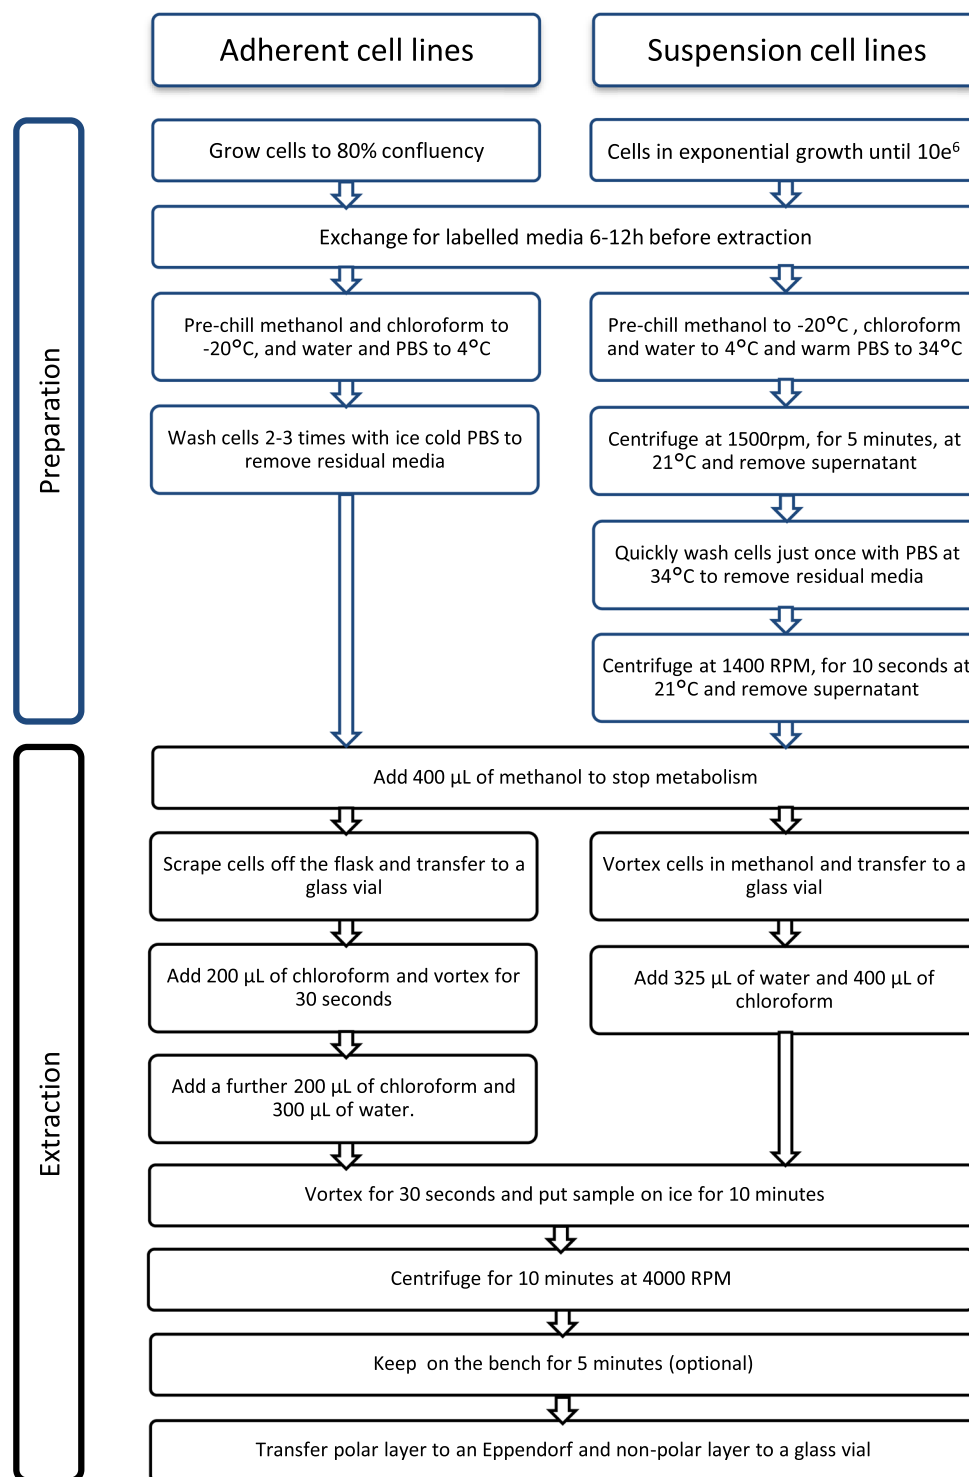 Adherent cell lines
Suspension cell lines
Preparation
Grow cells to 80% confluency
Cells in exponential growth until 10e⁶
Exchange for labelled media 6-12h before extraction
Pre-chill methanol and chloroform to
-20°C, and water and PBS to 4°C
Pre-chill methanol to -20°C , chloroform
and water to 4°C and warm PBS to 34°C
Wash cells 2-3 times with ice cold PBS to
remove residual media
Centrifuge at 1500rpm, for 5 minutes, at
21°C and remove supernatant
Quickly wash cells just once with PBS at
34°C to remove residual media
Centrifuge at 1400 RPM, for 10 seconds at
21°C and remove supernatant
Extraction
Add 400 µL of methanol to stop metabolism
Scrape cells off the flask and transfer to a
glass vial
Vortex cells in methanol and transfer to a
glass vial
Add 200 µL of chloroform and vortex for
30 seconds
Add 325 µL of water and 400 µL of
chloroform
Add a further 200 µL of chloroform and
300 µL of water.
Vortex for 30 seconds and put sample on ice for 10 minutes
Centrifuge for 10 minutes at 4000 RPM
Keep on the bench for 5 minutes (optional)
Transfer polar layer to an Eppendorf and non-polar layer to a glass vial